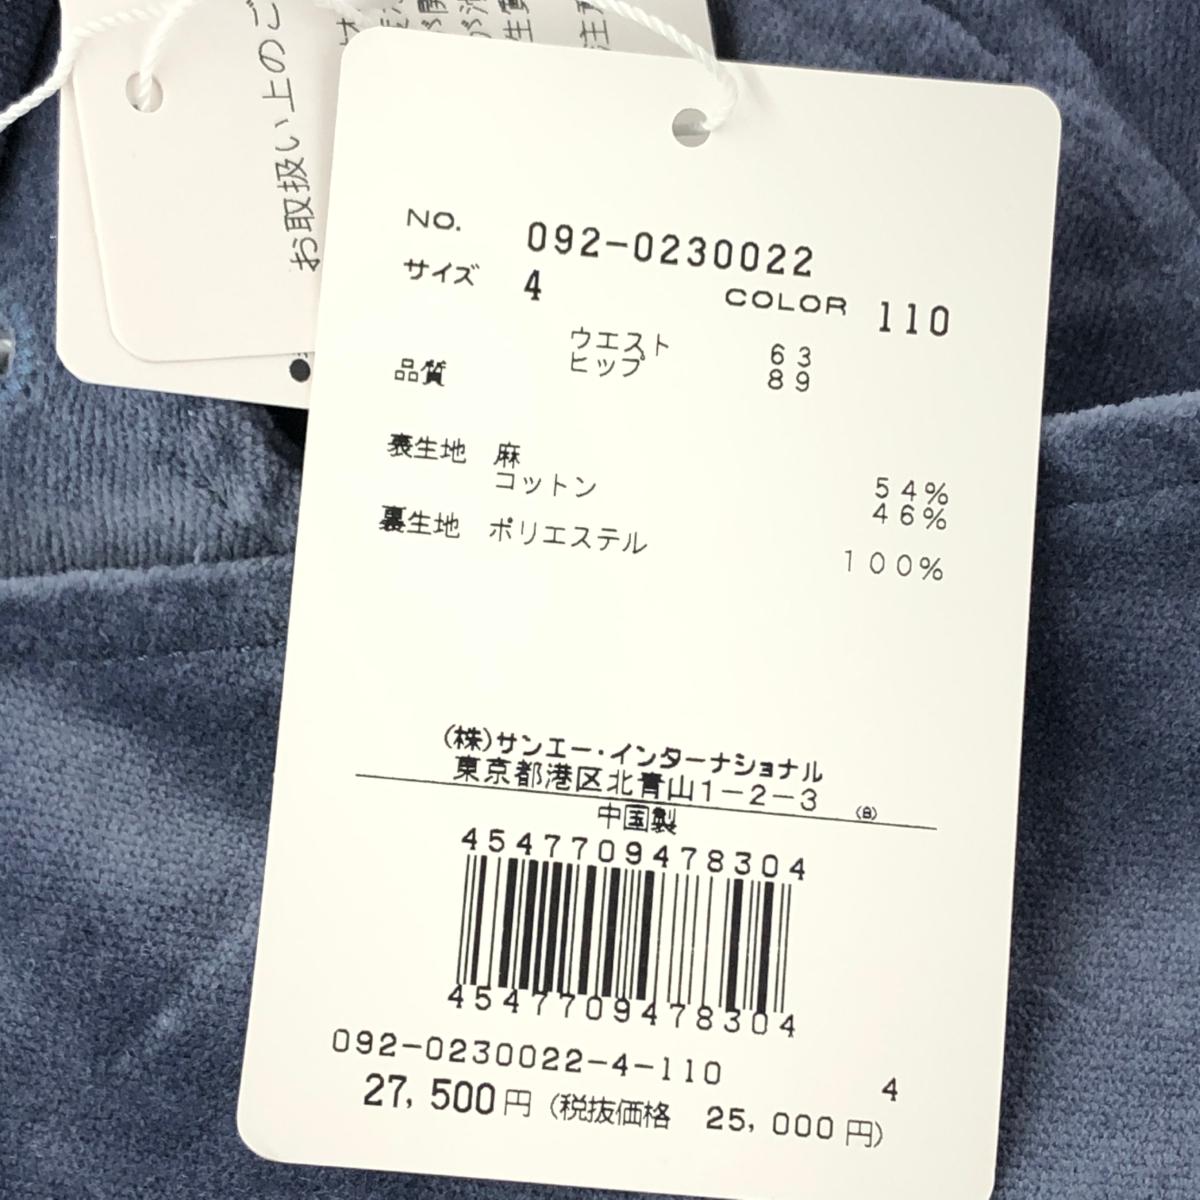 お取扱い上のご
NO. 092-0230022
サイズ 4 COLOR 110
ウエスト 63
ヒップ 89
品質
表生地 麻 54%
コットン 46%
裏生地 ポリエステル 100%
(株)サンエー・インターナショナル
東京都港区北青山1-2-3 (B)
中国製
4547709478304
4547709478304
092-0230022-4-110 4
27,500円 (税抜価格 25,000円)